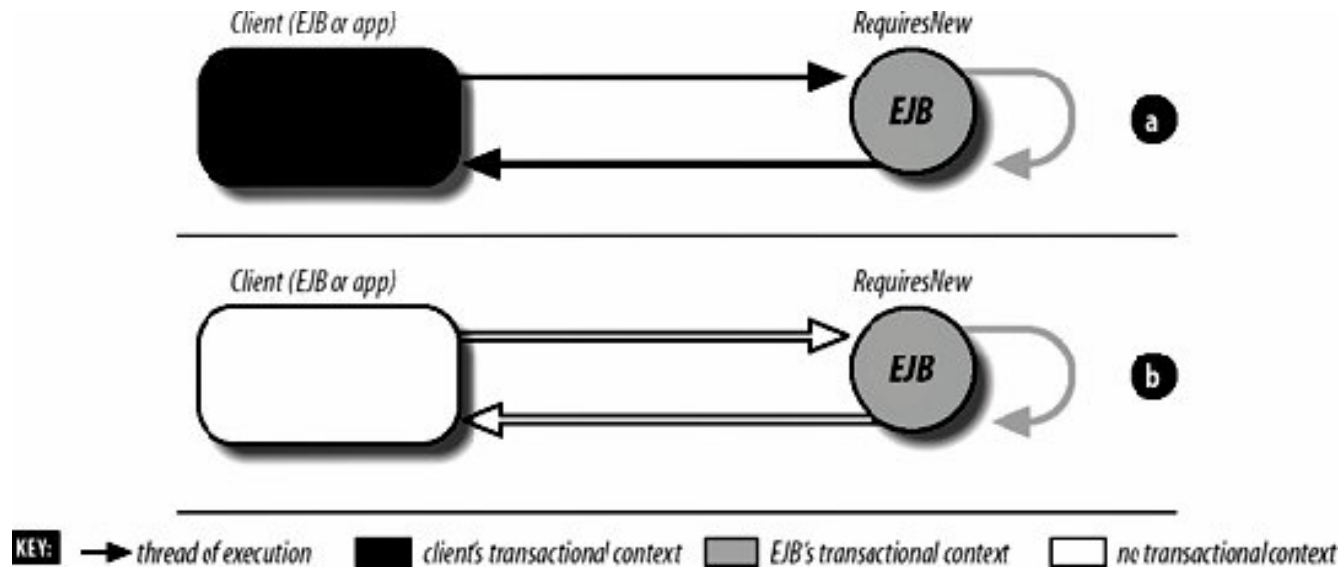 Client (EJB or app)
RequiresNew
EJB
a
Client (EJB or app)
RequiresNew
EJB
b
KEY: thread of execution client's transactional context EJB's transactional context no transactional context